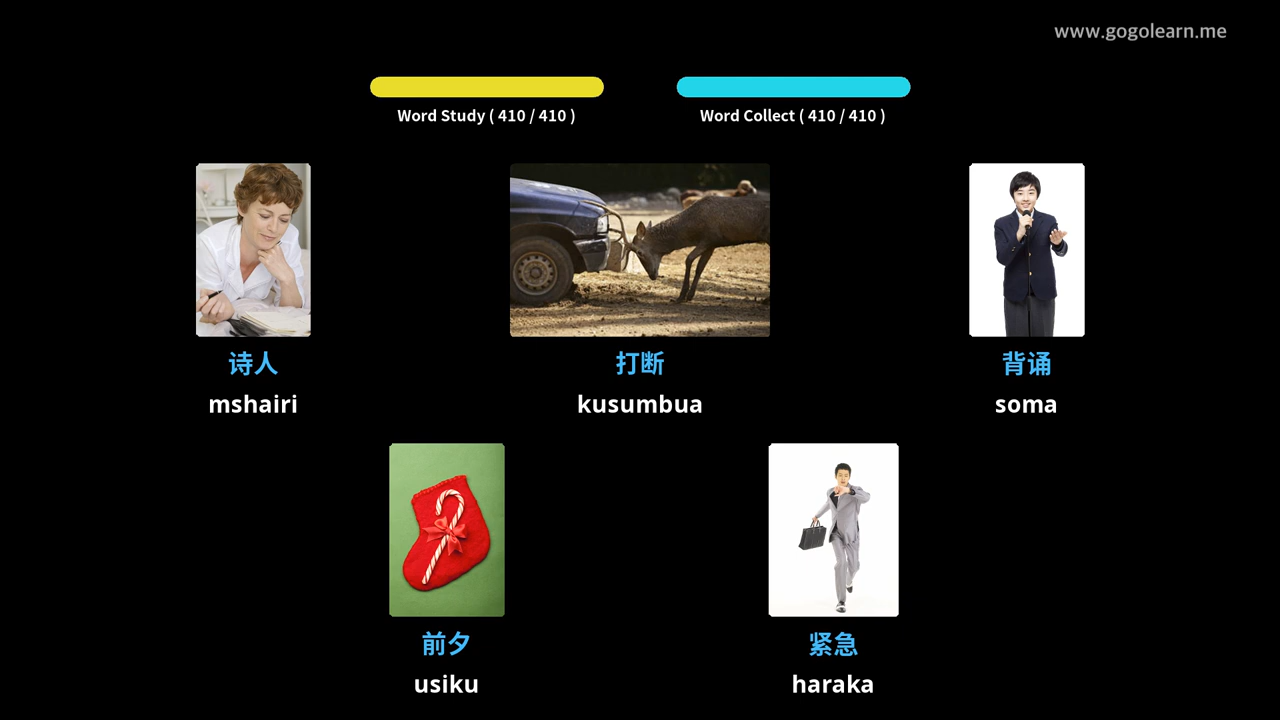 www.gogolearn.me
Word Study ( 410 / 410 )
Word Collect ( 410 / 410 )
诗人
mshairi
打断
kusumbua
背诵
soma
前夕
usiku
紧急
haraka